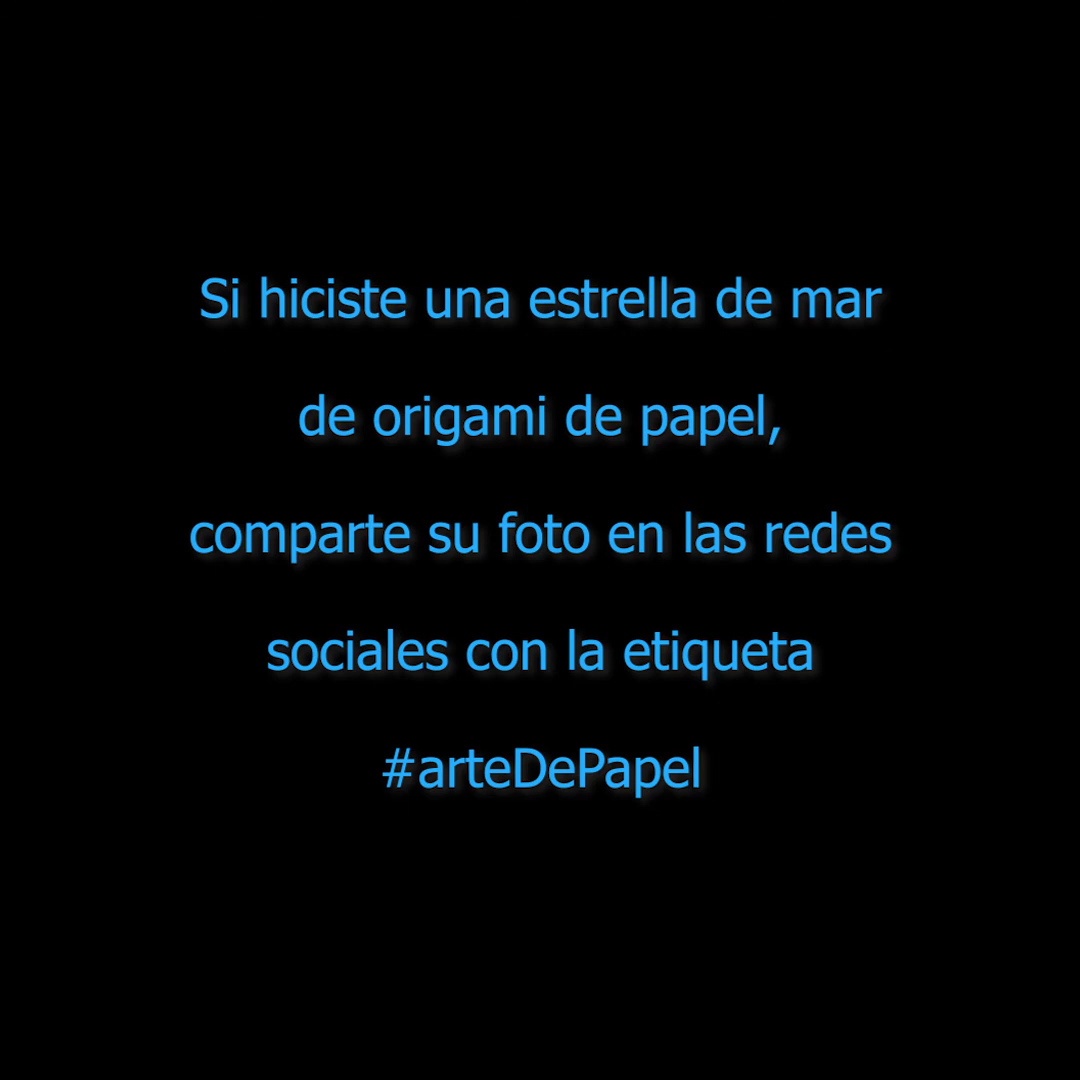 Si hiciste una estrella de mar
de origami de papel,
comparte su foto en las redes
sociales con la etiqueta
#arteDePapel